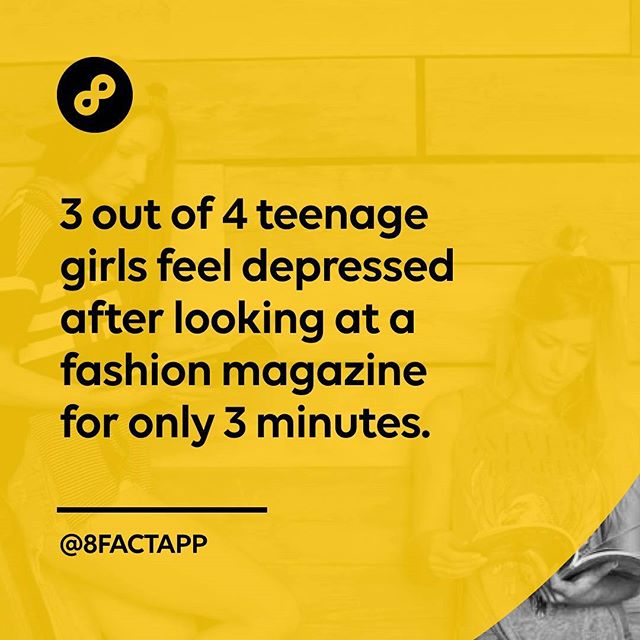 3 out of 4 teenage
girls feel depressed
after looking at a
fashion magazine
for only 3 minutes.
@8FACTAPP